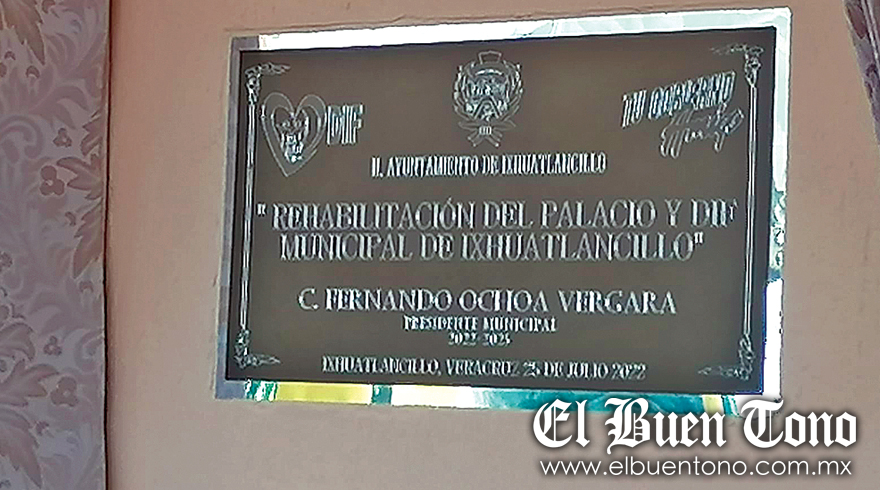 DIF
TU GOBIERNO
H. AYUNTAMIENTO DE IXHUATLANCILLO
"REHABILITACIÓN DEL PALACIO Y DIF
MUNICIPAL DE IXHUATLANCILLO"
C. FERNANDO OCHOA VERGARA
PRESIDENTE MUNICIPAL
2022-2025
IXHUATLANCILLO, VERACRUZ 25 DE JULIO 2022
El Buen Tono
www.elbuentono.com.mx